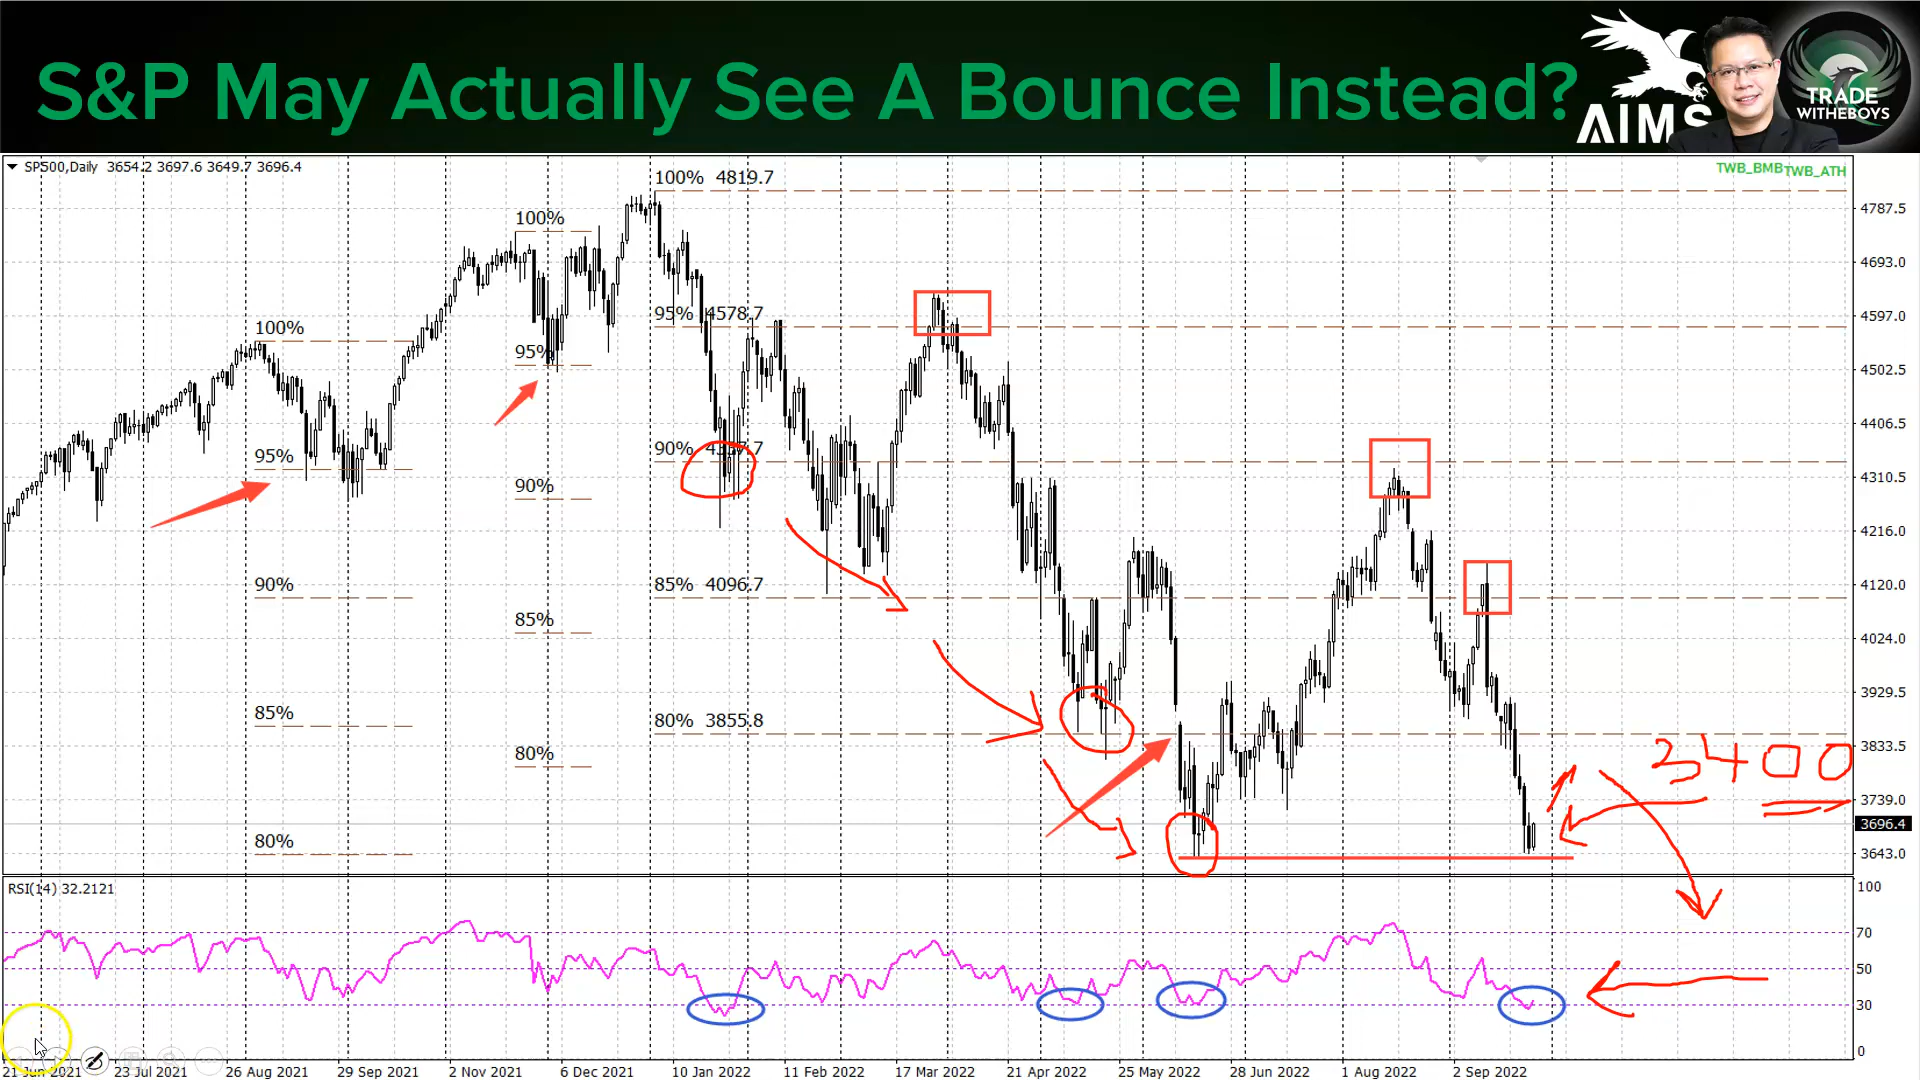 S&P May Actually See A Bounce Instead?
AIMS
TRADE
WITHEBOYS
SP500,Daily 3654.2 3697.6 3649.7 3696.4
TWB_BMB
TWB_ATH
100% 4819.7
100%
100%
95% 4578.7
95%
95%
90%
90%
90%
85% 4096.7
85%
85%
80% 3855.8
80%
80%
3400
4787.5
4693.0
4597.0
4502.5
4406.5
4310.5
4216.0
4120.0
4024.0
3929.5
3833.5
3739.0
3696.4
3643.0
RSI(14) 32.2121
100
70
50
30
0
21 Jun 2021
23 Jul 2021
26 Aug 2021
29 Sep 2021
2 Nov 2021
6 Dec 2021
10 Jan 2022
11 Feb 2022
17 Mar 2022
21 Apr 2022
25 May 2022
28 Jun 2022
1 Aug 2022
2 Sep 2022